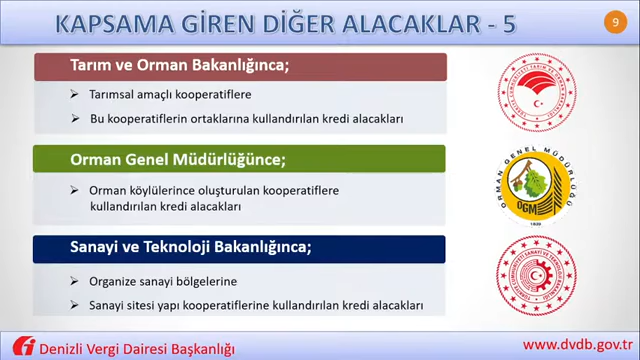 KAPSAMA GİREN DİĞER ALACAKLAR - 5
9
Tarım ve Orman Bakanlığınca;
➢ Tarımsal amaçlı kooperatiflere
➢ Bu kooperatiflerin ortaklarına kullandırılan kredi alacakları
Orman Genel Müdürlüğünce;
➢ Orman köylülerince oluşturulan kooperatiflere
kullandırılan kredi alacakları
ORMAN GENEL MÜDÜRLÜĞÜ
OGM
1839
Sanayi ve Teknoloji Bakanlığınca;
➢ Organize sanayi bölgelerine
➢ Sanayi sitesi yapı kooperatiflerine kullandırılan kredi alacakları
Denizli Vergi Dairesi Başkanlığı
www.dvdb.gov.tr